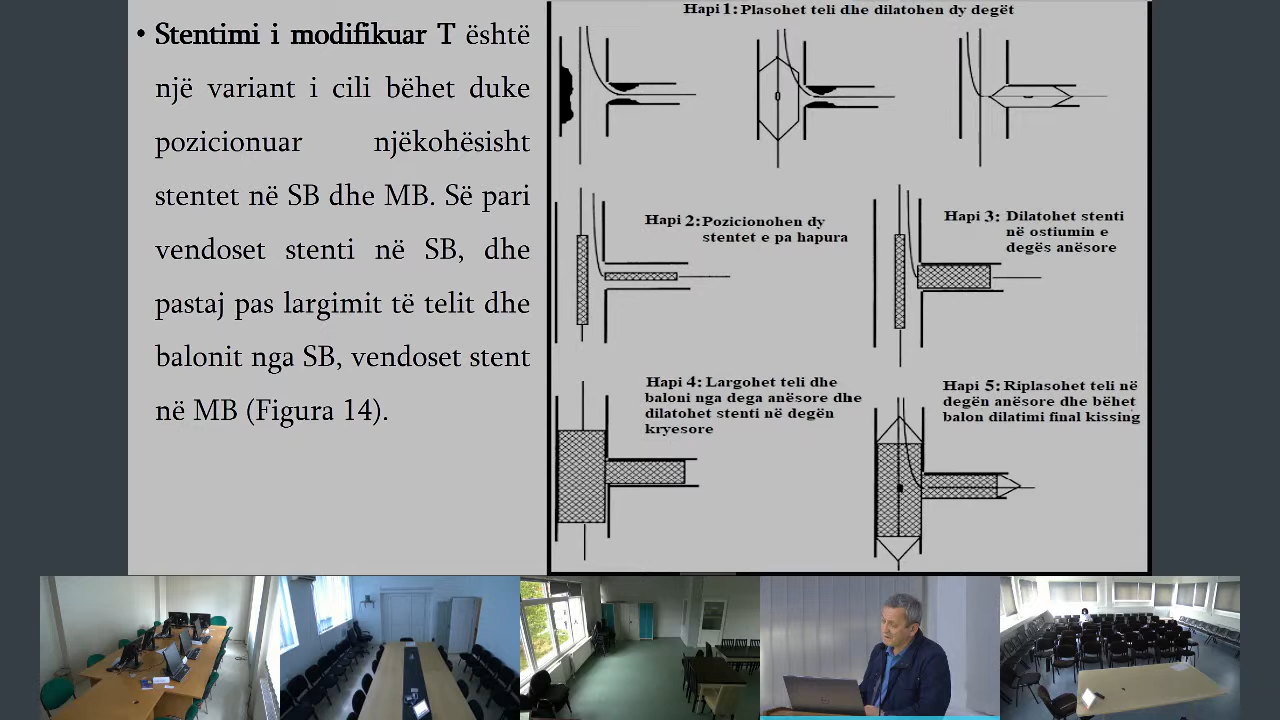 • Stentimi i modifikuar T është
një variant i cili bëhet duke
pozicionuar njëkohësisht
stentet në SB dhe MB. Së pari
vendoset stenti në SB, dhe
pastaj pas largimit të telit dhe
balonit nga SB, vendoset stent
në MB (Figura 14).
Hapi 1: Plasohet teli dhe dilatohen dy degët
Hapi 2: Pozicionohen dy
stentet e pa hapura
Hapi 3: Dilatohet stenti
në ostiumin e
degës anësore
Hapi 4: Largohet teli dhe
baloni nga dega anësore dhe
dilatohet stenti në degën
kryesore
Hapi 5: Riplasohet teli në
degën anësore dhe bëhet
balon dilatimi final kissing